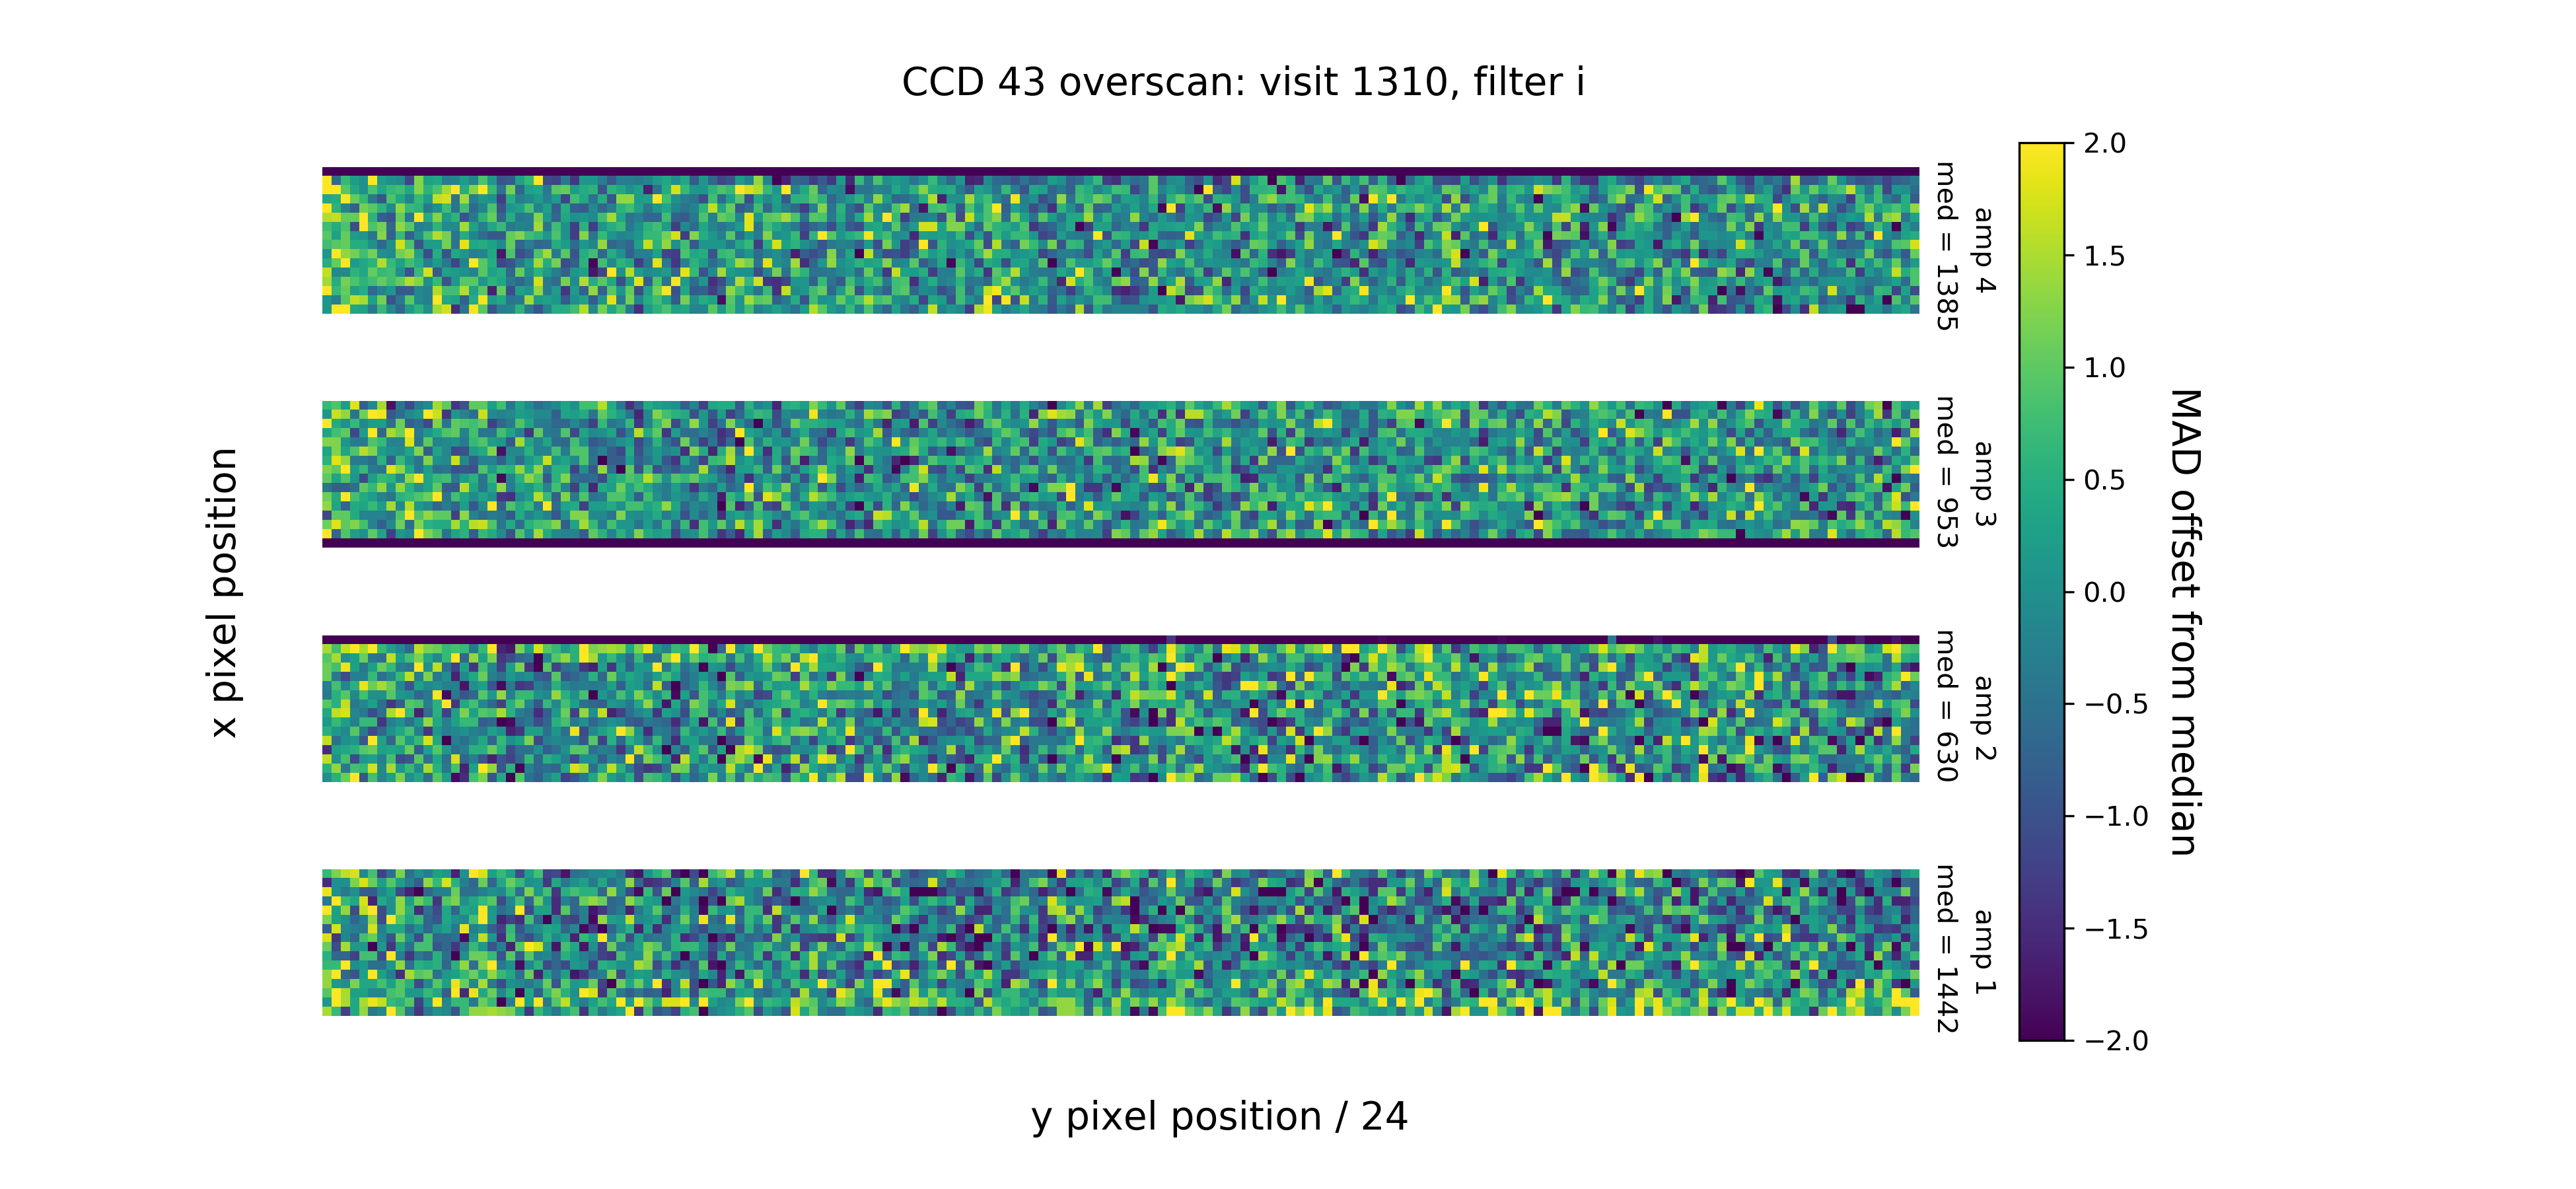 CCD 43 overscan: visit 1310, filter i
x pixel position
amp 4
med = 1385
amp 3
med = 953
amp 2
med = 630
amp 1
med = 1442
y pixel position / 24
2.0
1.5
1.0
0.5
0.0
−0.5
−1.0
−1.5
−2.0
MAD offset from median